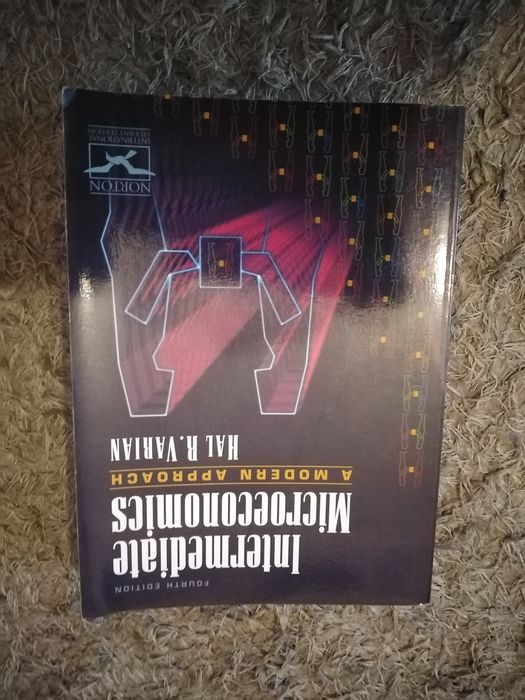 FOURTH EDITION
Intermediate
Microeconomics
A MODERN APPROACH
HAL R. VARIAN
NORTON
INTERNATIONAL
STUDENT EDITION